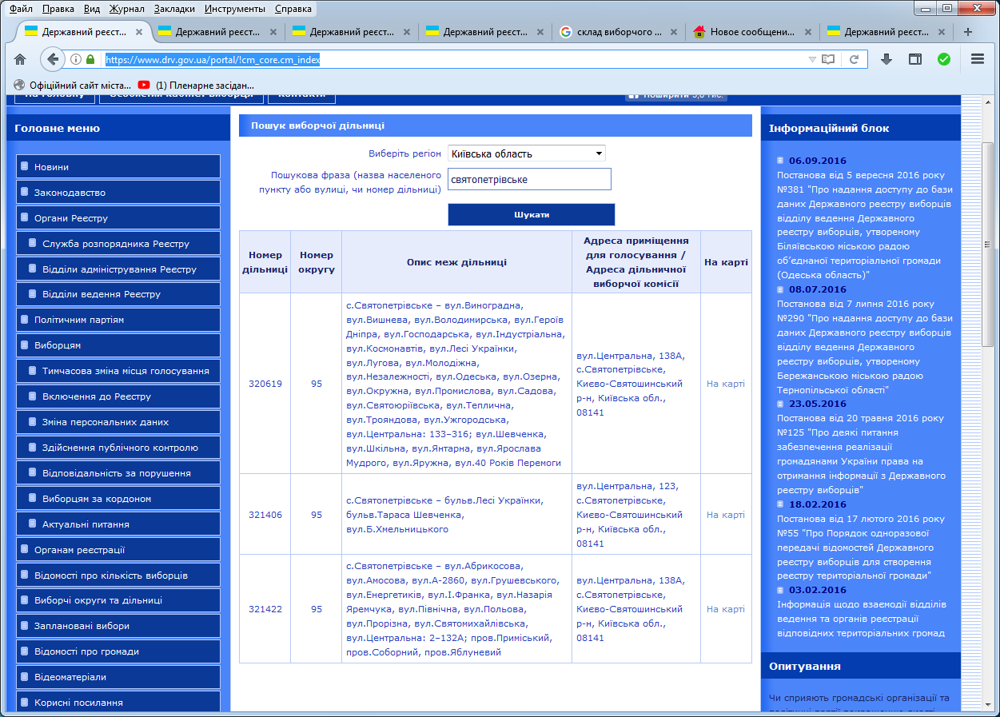 Файл Правка Вид Журнал Закладки Инструменты Справка
Державний реєст...
Державний реєст...
Державний реєст...
Державний реєст...
склад виборчого ...
Новое сообщени...
Державний реєст...
https://www.drv.gov.ua/portal/!cm_core.cm_index
Офіційний сайт міста...
(1) Пленарне засідан...
На головну
Особистий кабінет виборця
Контакти
Поширити 5,6 тис.
Головне меню
Новини
Законодавство
Органи Реєстру
Служба розпорядника Реєстру
Відділи адміністрування Реєстру
Відділи ведення Реєстру
Політичним партіям
Виборцям
Тимчасова зміна місця голосування
Включення до Реєстру
Зміна персональних даних
Здійснення публічного контролю
Відповідальність за порушення
Виборцям за кордоном
Актуальні питання
Органам реєстрації
Відомості про кількість виборців
Виборчі округи та дільниці
Заплановані вибори
Відомості про громади
Відеоматеріали
Корисні посилання
Пошук виборчої дільниці
Виберіть регіон
Київська область
Пошукова фраза (назва населеного
пункту або вулиці, чи номер дільниці)
святопетрівське
Шукати
Номер
дільниці
Номер
округу
Опис меж дільниці
Адреса приміщення
для голосування /
Адреса дільничної
виборчої комісії
На карті
320619
95
с.Святопетрівське – вул.Виноградна,
вул.Вишнева, вул.Володимирська, вул.Героїв
Дніпра, вул.Господарська, вул.Індустріальна,
вул.Космонавтів, вул.Лесі Українки,
вул.Лугова, вул.Молодіжна,
вул.Незалежності, вул.Одеська, вул.Озерна,
вул.Окружна, вул.Промислова, вул.Садова,
вул.Святоюріївська, вул.Теплична,
вул.Трояндова, вул.Ужгородська,
вул.Центральна: 133–316; вул.Шевченка,
вул.Шкільна, вул.Янтарна, вул.Ярослава
Мудрого, вул.Яружна, вул.40 Років Перемоги
вул.Центральна, 138А,
с.Святопетрівське,
Києво-Святошинський
р-н, Київська обл.,
08141
На карті
321406
95
с.Святопетрівське – бульв.Лесі Українки,
бульв.Тараса Шевченка,
вул.Б.Хмельницького
вул.Центральна, 123,
с.Святопетрівське,
Києво-Святошинський
р-н, Київська обл.,
08141
На карті
321422
95
с.Святопетрівське – вул.Абрикосова,
вул.Амосова, вул.А-2860, вул.Грушевського,
вул.Енергетиків, вул.І.Франка, вул.Назарія
Яремчука, вул.Північна, вул.Польова,
вул.Прорізна, вул.Святомихайлівська,
вул.Центральна: 2–132А; пров.Приміський,
пров.Соборний, пров.Яблуневий
вул.Центральна, 138А,
с.Святопетрівське,
Києво-Святошинський
р-н, Київська обл.,
08141
На карті
Інформаційний блок
06.09.2016
Постанова від 5 вересня 2016 року
№381 "Про надання доступу до бази
даних Державного реєстру виборців
відділу ведення Державного
реєстру виборців, утвореному
Біляївською міською радою
об’єднаної територіальної громади
(Одеська область)"
08.07.2016
Постанова від 7 липня 2016 року
№290 "Про надання доступу до бази
даних Державного реєстру виборців
відділу ведення Державного
реєстру виборців, утвореному
Бережанською міською радою
Тернопільської області"
23.05.2016
Постанова від 20 травня 2016 року
№125 "Про деякі питання
забезпечення реалізації
громадянами України права на
отримання інформації з Державного
реєстру виборців"
18.02.2016
Постанова від 17 лютого 2016 року
№55 "Про Порядок одноразової
передачі відомостей Державного
реєстру виборців для створення
реєстру територіальної громади"
03.02.2016
Інформація щодо взаємодії відділів
ведення та органів реєстрації
відповідних територіальних громад
Опитування
Чи сприяють громадські організації та